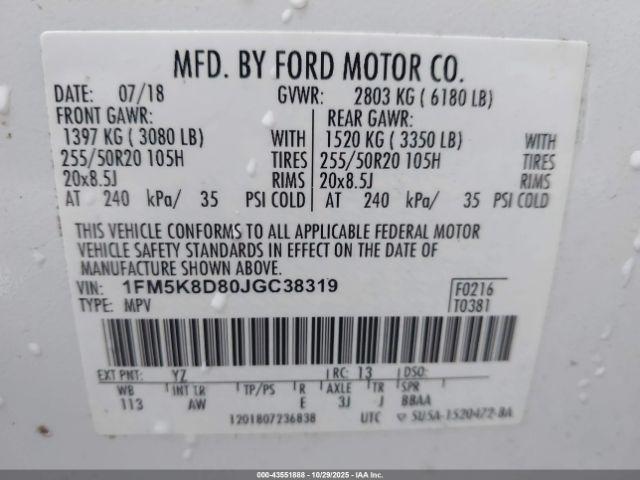 MFD. BY FORD MOTOR CO.
DATE: 07/18 GVWR: 2803 KG ( 6180 LB)
FRONT GAWR: REAR GAWR:
1397 KG ( 3080 LB) WITH 1520 KG ( 3350 LB) WITH
255/50R20 105H TIRES 255/50R20 105H TIRES
20x8.5J RIMS 20x8.5J RIMS
AT 240 kPa/ 35 PSI COLD AT 240 kPa/ 35 PSI COLD
THIS VEHICLE CONFORMS TO ALL APPLICABLE FEDERAL MOTOR
VEHICLE SAFETY STANDARDS IN EFFECT ON THE DATE OF
MANUFACTURE SHOWN ABOVE.
VIN: 1FM5K8D80JGC38319 F0216
TYPE: MPV T0381
EXT PNT: YZ RC: 13 DSO:
WB INT TR TP/PS R AXLE TR SPR
113 AW E 3J J BBAA
1201807236838 UTC SU5A-1520472-BA
000-43551888 - 10/29/2025 - IAAI.com